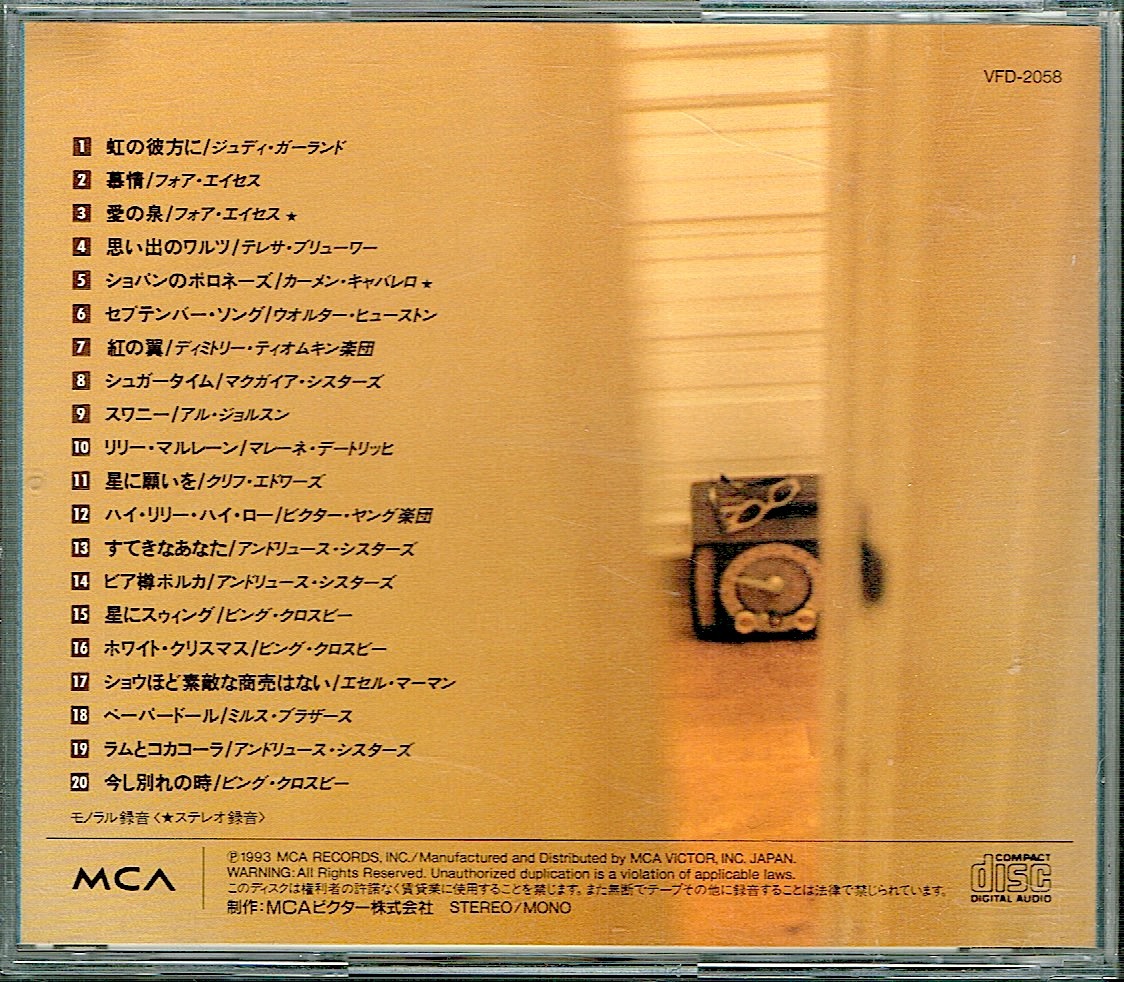 VFD-2058
1 虹の彼方に/ジュディ・ガーランド
2 慕情/フォア・エイセス
3 愛の泉/フォア・エイセス ★
4 思い出のワルツ/テレサ・ブリューワー
5 ショパンのポロネーズ/カーメン・キャバレロ ★
6 セプテンバー・ソング/ウオルター・ヒューストン
7 紅の翼/ディミトリー・ティオムキン楽団
8 シュガータイム/マクガイア・シスターズ
9 スワニー/アル・ジョルスン
10 リリー・マルレーン/マレーネ・デートリッヒ
11 星に願いを/クリフ・エドワーズ
12 ハイ・リリー・ハイ・ロー/ビクター・ヤング楽団
13 すてきなあなた/アンドリュース・シスターズ
14 ビア樽ポルカ/アンドリュース・シスターズ
15 星にスウィング/ビング・クロスビー
16 ホワイト・クリスマス/ビング・クロスビー
17 ショウほど素敵な商売はない/エセル・マーマン
18 ペーパードール/ミルス・ブラザース
19 ラムとコカコーラ/アンドリュース・シスターズ
20 今し別れの時/ビング・クロスビー
モノラル録音〈★ステレオ録音〉
MCA
Ⓟ1993 MCA RECORDS, INC./Manufactured and Distributed by MCA VICTOR, INC. JAPAN.
WARNING: All Rights Reserved. Unauthorized duplication is a violation of applicable laws.
このディスクは権利者の許諾なく賃貸業に使用することを禁じます。また無断でテープその他に録音することは法律で禁じられています。
制作：MCAビクター株式会社 STEREO/MONO
COMPACT
disc
DIGITAL AUDIO